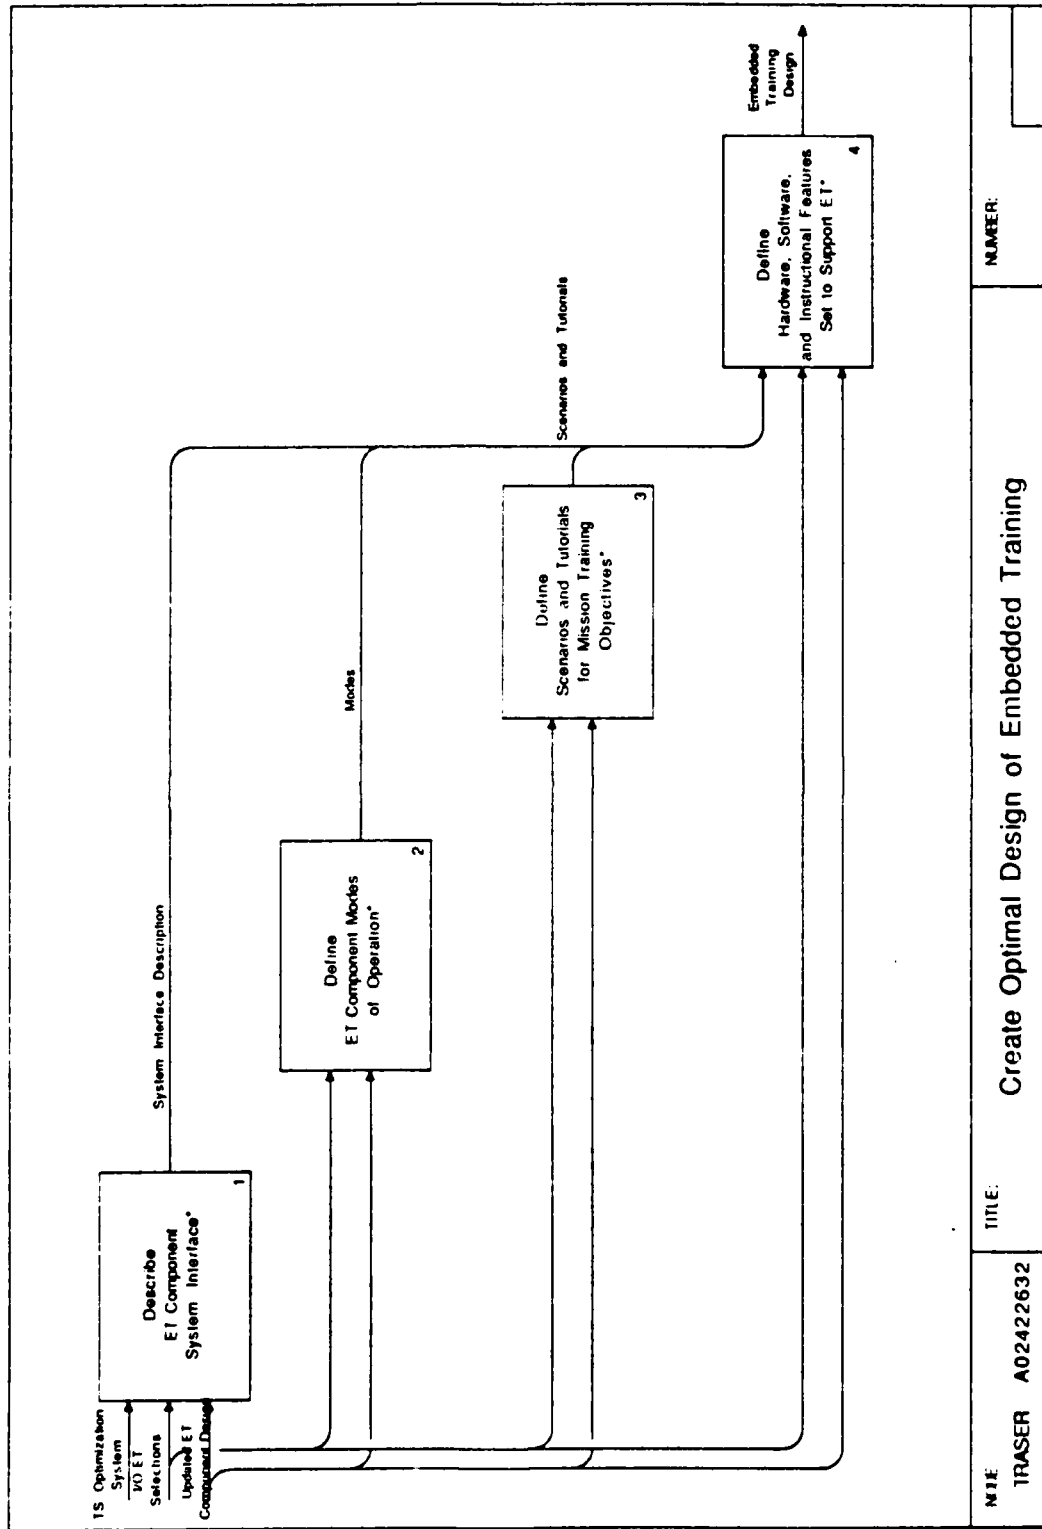 TS Optimization
System
I/O ET
Selections
Updated ET
Component Design
Describe
ET Component
System Interface*
1
System Interface Description
Define
ET Component Modes
of Operation*
2
Modes
Define
Scenarios and Tutorials
for Mission Training
Objectives*
3
Scenarios and Tutorials
Define
Hardware, Software,
and Instructional Features
Set to Support ET*
4
Embedded
Training
Design
NODE
TRASER A02422632
TITLE:
Create Optimal Design of Embedded Training
NUMBER: